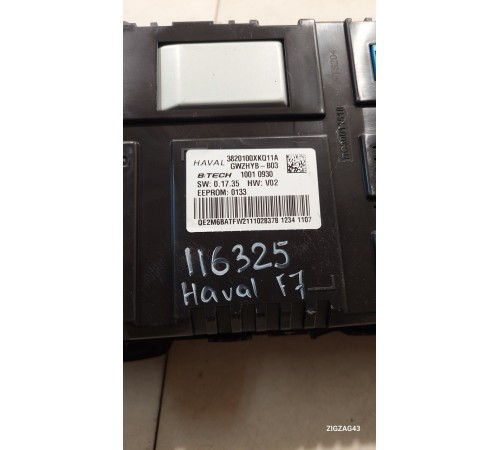 HAVAL 3820100XKQ11A
GWZHYB-B03
B/TECH 1001 0930
SW: 0.17.35 HW: V02
EEPROM: 0133
QE2M68ATFW2111028378 1234 1107
116325
Haval F7
ZIGZAG43